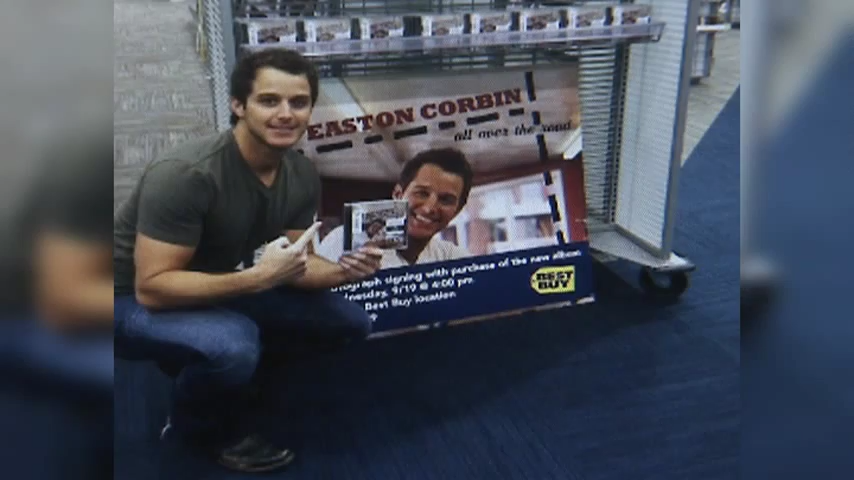 EASTON CORBIN
all over the road
autograph signing with purchase of the new album
Wednesday, 9/19 @ 4:00 pm
Best Buy location
BEST
BUY